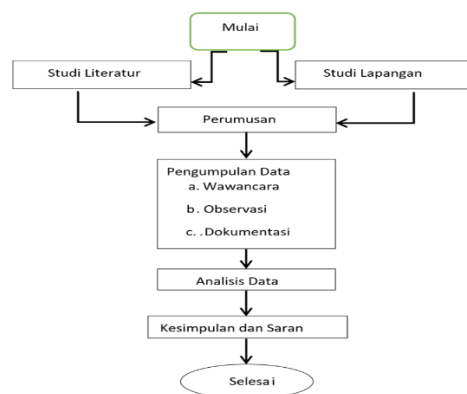 Mulai
Studi Literatur
Studi Lapangan
Perumusan
Pengumpulan Data
a. Wawancara
b. Observasi
c. .Dokumentasi
Analisis Data
Kesimpulan dan Saran
Selesai